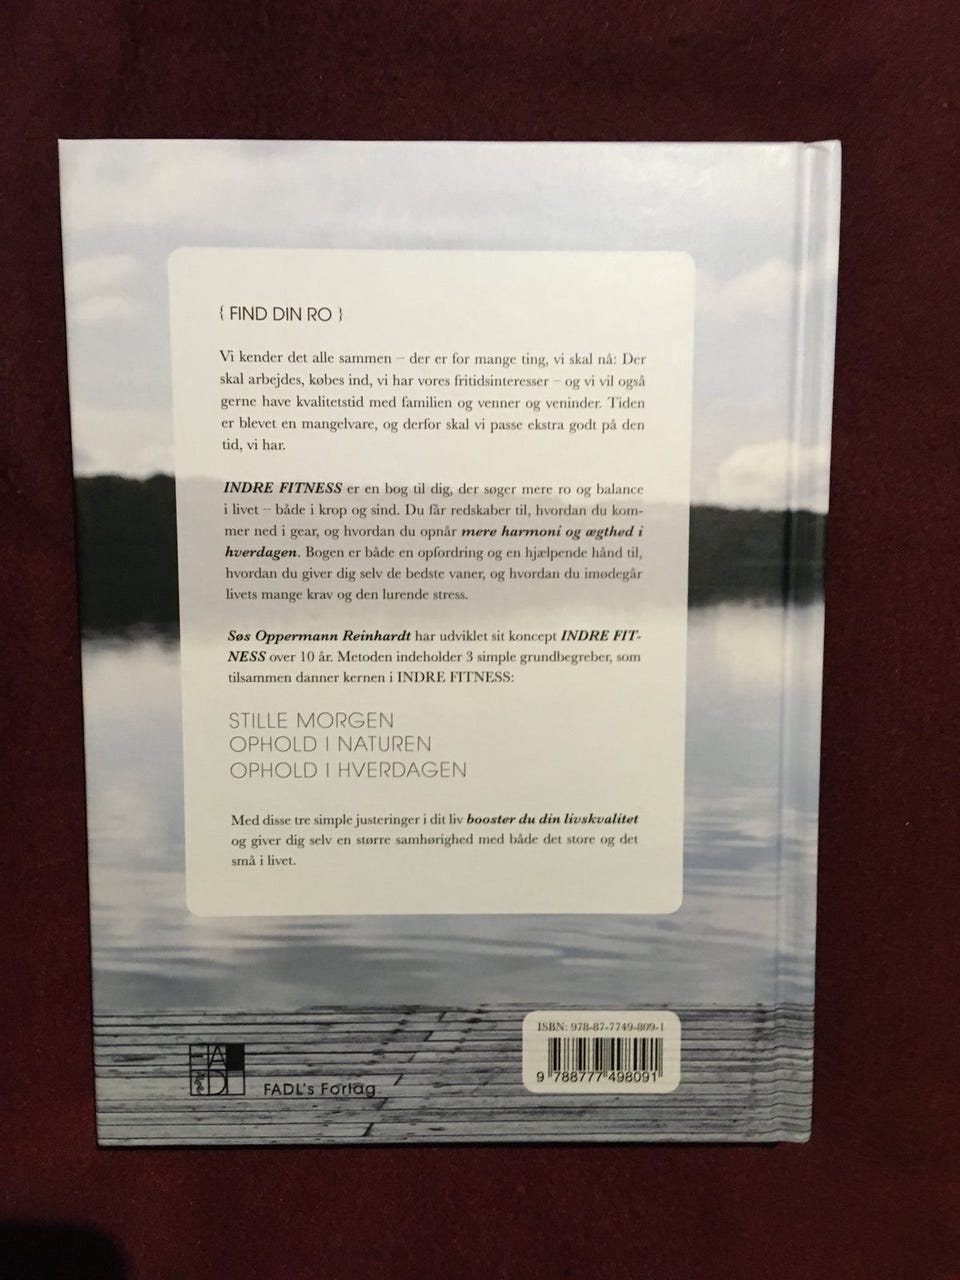 { FIND DIN RO }
Vi kender det alle sammen – der er for mange ting, vi skal nå: Der
skal arbejdes, købes ind, vi har vores fritidsinteresser – og vi vil også
gerne have kvalitetstid med familien og venner og veninder. Tiden
er blevet en mangelvare, og derfor skal vi passe ekstra godt på den
tid, vi har.
INDRE FITNESS er en bog til dig, der søger mere ro og balance
i livet – både i krop og sind. Du får redskaber til, hvordan du kom-
mer ned i gear, og hvordan du opnår mere harmoni og ægthed i
hverdagen. Bogen er både en opfordring og en hjælpende hånd til,
hvordan du giver dig selv de bedste vaner, og hvordan du imødegår
livets mange krav og den lurende stress.
Søs Oppermann Reinhardt har udviklet sit koncept INDRE FIT-
NESS over 10 år. Metoden indeholder 3 simple grundbegreber, som
tilsammen danner kernen i INDRE FITNESS:
STILLE MORGEN
OPHOLD I NATUREN
OPHOLD I HVERDAGEN
Med disse tre simple justeringer i dit liv booster du din livskvalitet
og giver dig selv en større samhørighed med både det store og det
små i livet.
FADL
FADL's Forlag
ISBN: 978-87-7749-809-1
9 788777 498091